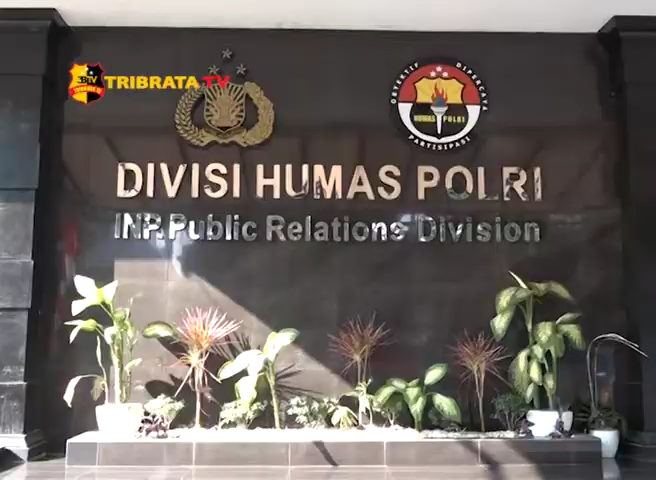 TRIBRATA TV
OBYEKTIF DIPERCAYA
HUMAS POLRI
PARTISIPASI
DIVISI HUMAS POLRI
INP. Public Relations Division